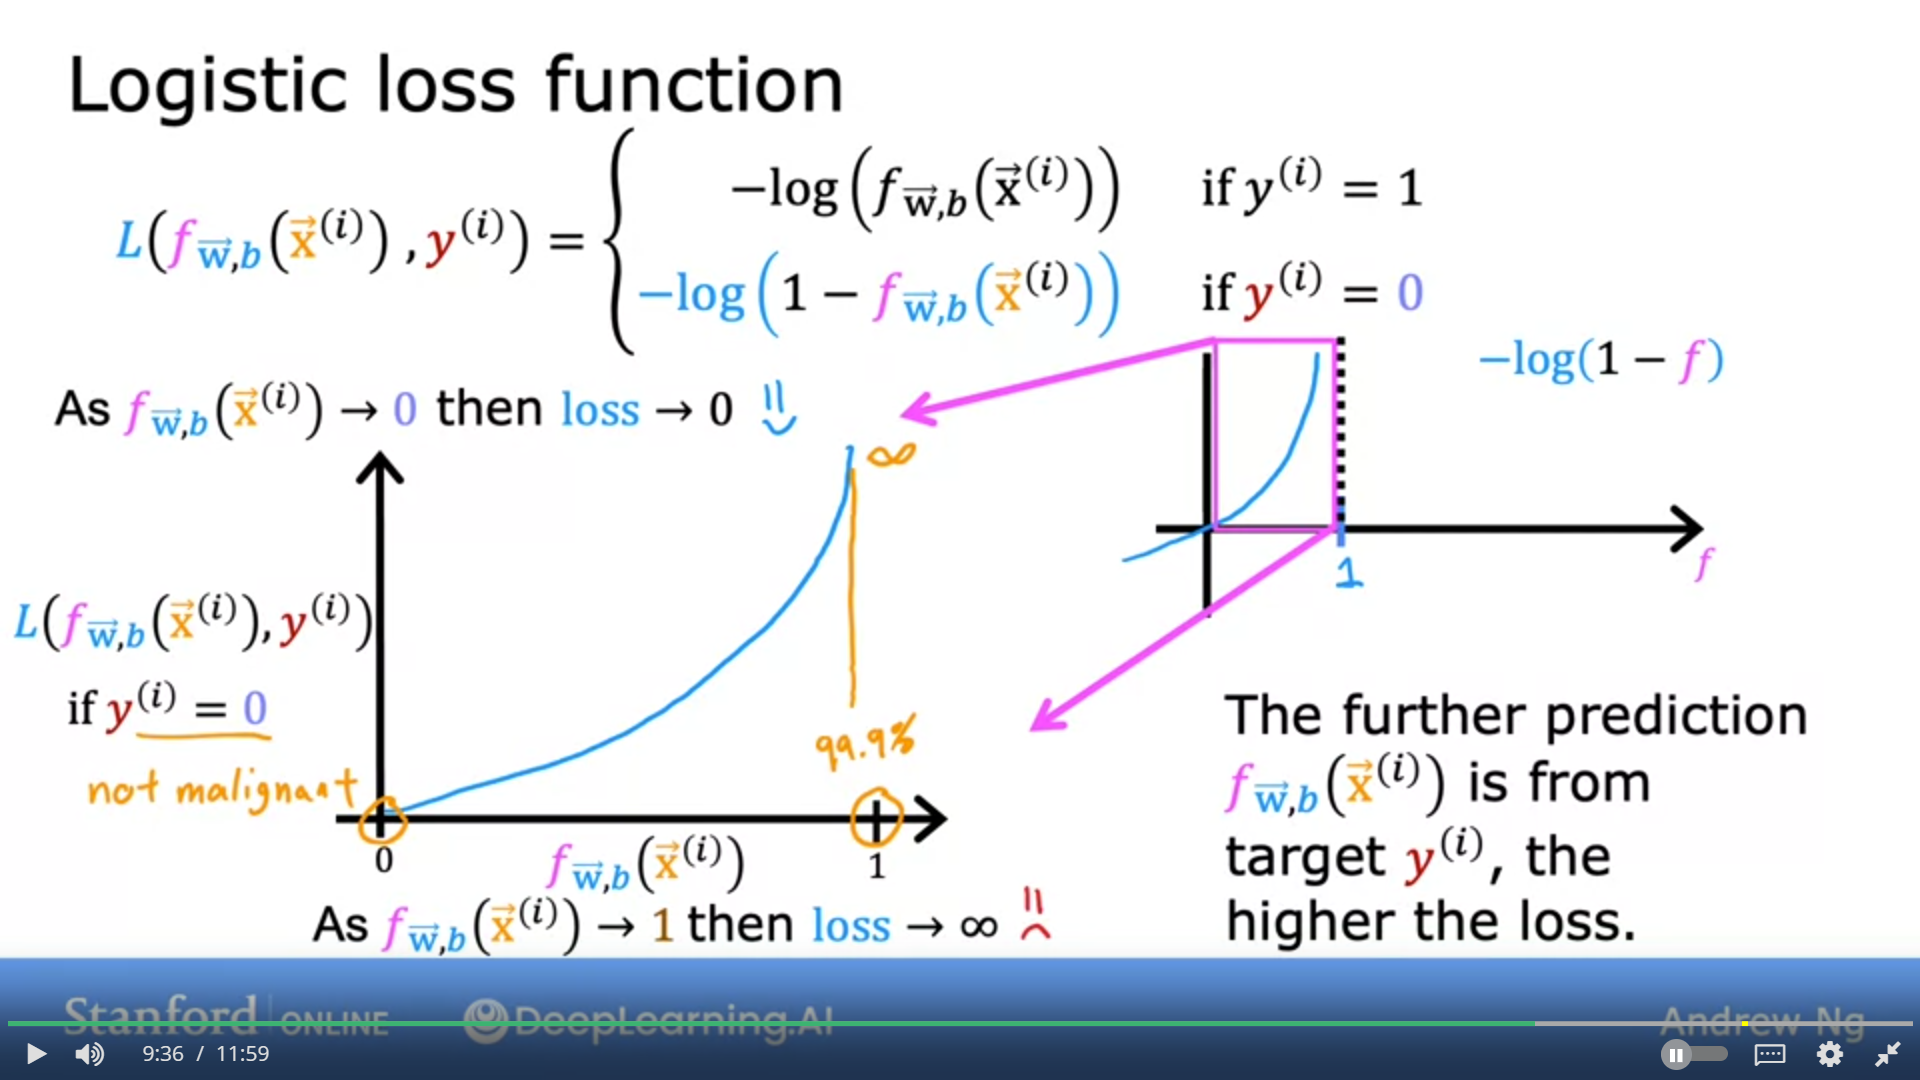 Logistic loss function
L(f_w⃗,b(x⃗^(i)), y^(i)) = { −log(f_w⃗,b(x⃗^(i))) if y^(i) = 1
−log(1 − f_w⃗,b(x⃗^(i))) if y^(i) = 0
−log(1 − f)
As f_w⃗,b(x⃗^(i)) → 0 then loss → 0
∞
f
1
L(f_w⃗,b(x⃗^(i)), y^(i))
if y^(i) = 0
not malignant
99.9%
0
f_w⃗,b(x⃗^(i))
1
As f_w⃗,b(x⃗^(i)) → 1 then loss → ∞
The further prediction
f_w⃗,b(x⃗^(i)) is from
target y^(i), the
higher the loss.
Stanford | ONLINE DeepLearning.AI Andrew Ng
9:36 / 11:59